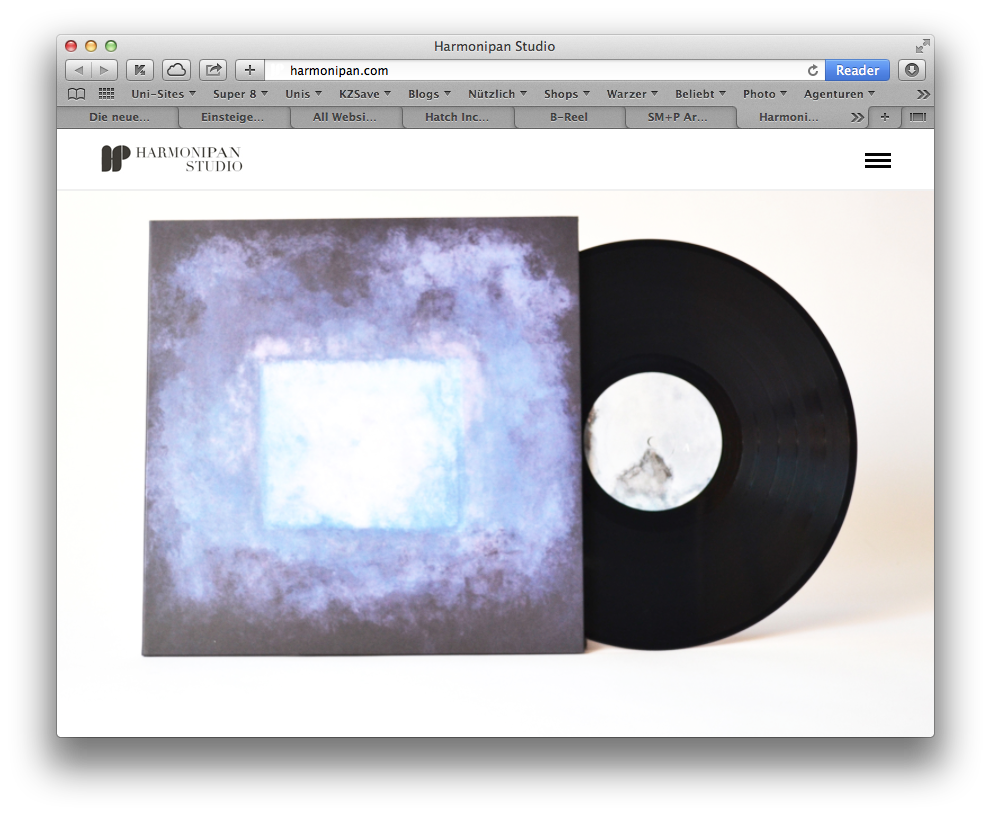 Harmonipan Studio
harmonipan.com
Reader
Uni-Sites Super 8 Unis KZSave Blogs Nützlich Shops Warzer Beliebt Photo Agenturen
Die neue... Einsteige... All Websi... Hatch Inc... B-Reel SM+P Ar... Harmoni...
HARMONIPAN
STUDIO